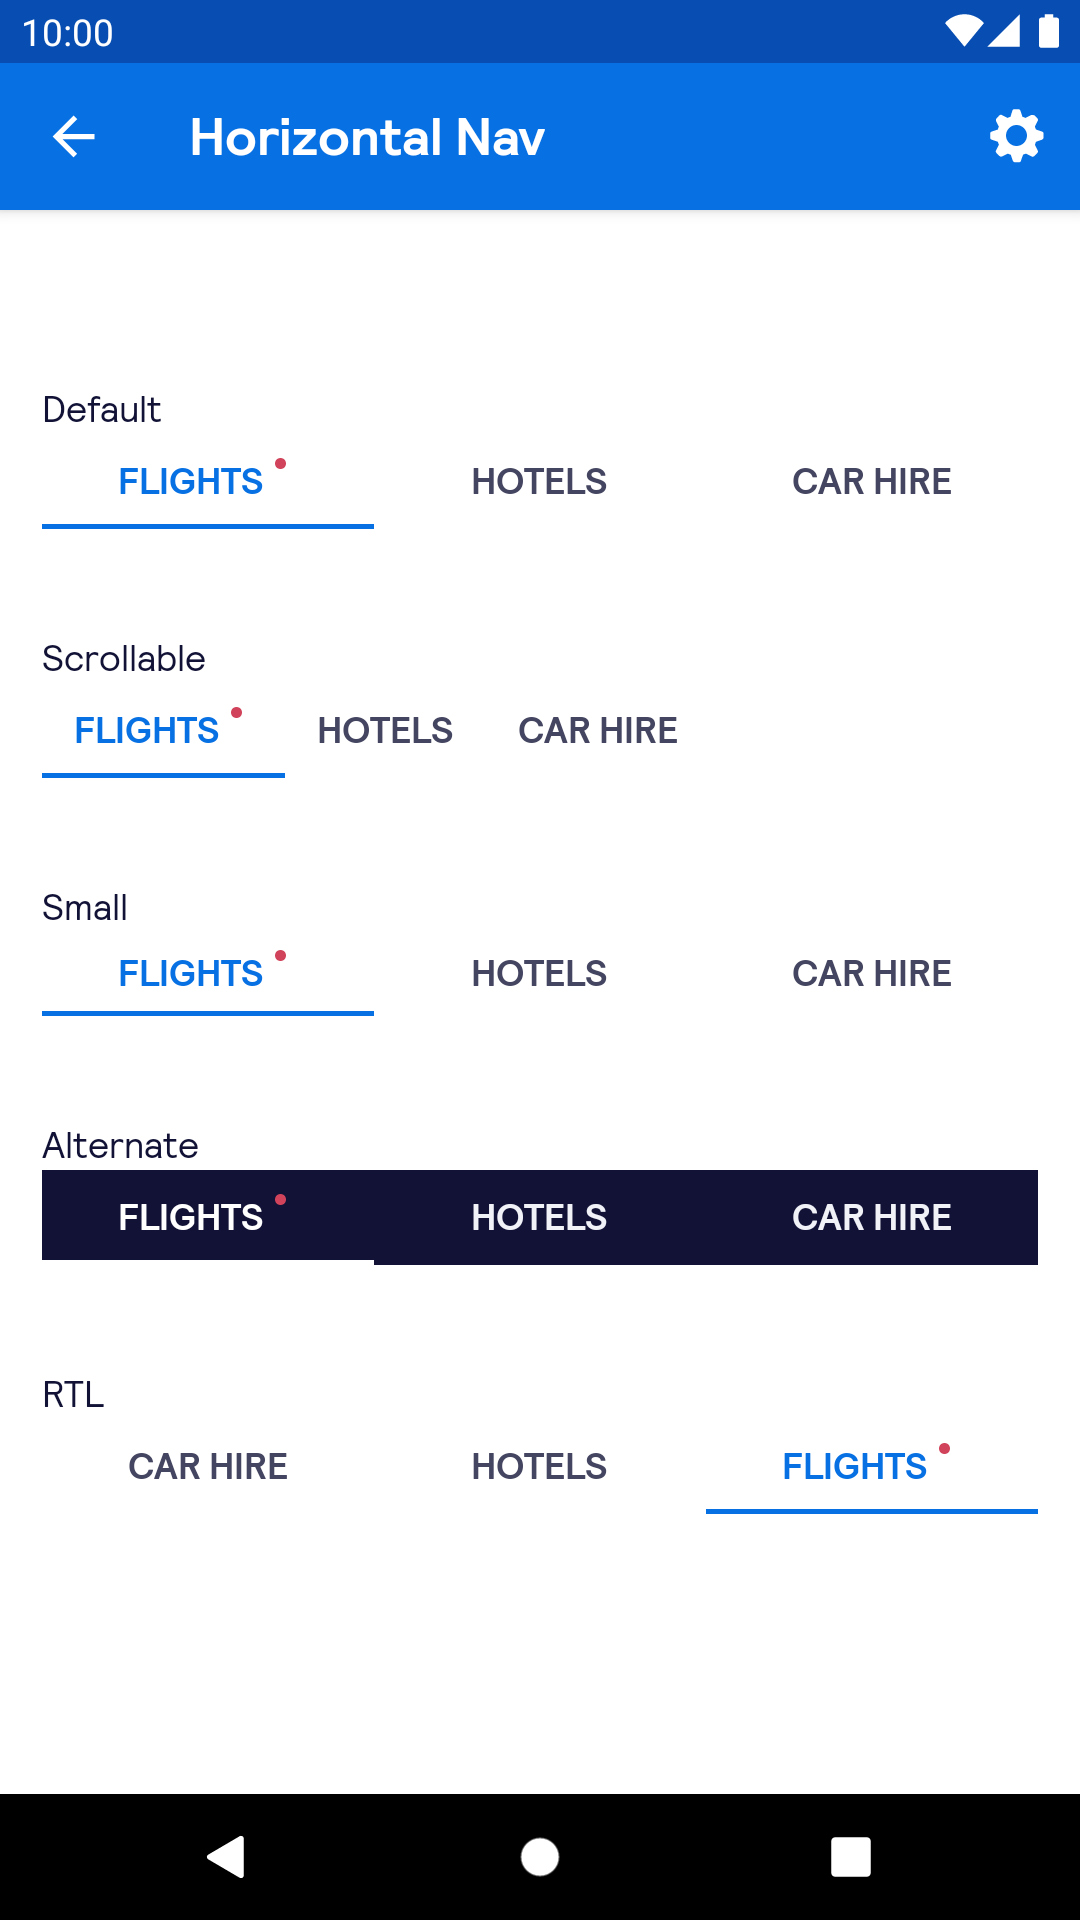 10:00
Horizontal Nav
Default
FLIGHTS HOTELS CAR HIRE
Scrollable
FLIGHTS HOTELS CAR HIRE
Small
FLIGHTS HOTELS CAR HIRE
Alternate
FLIGHTS HOTELS CAR HIRE
RTL
CAR HIRE HOTELS FLIGHTS